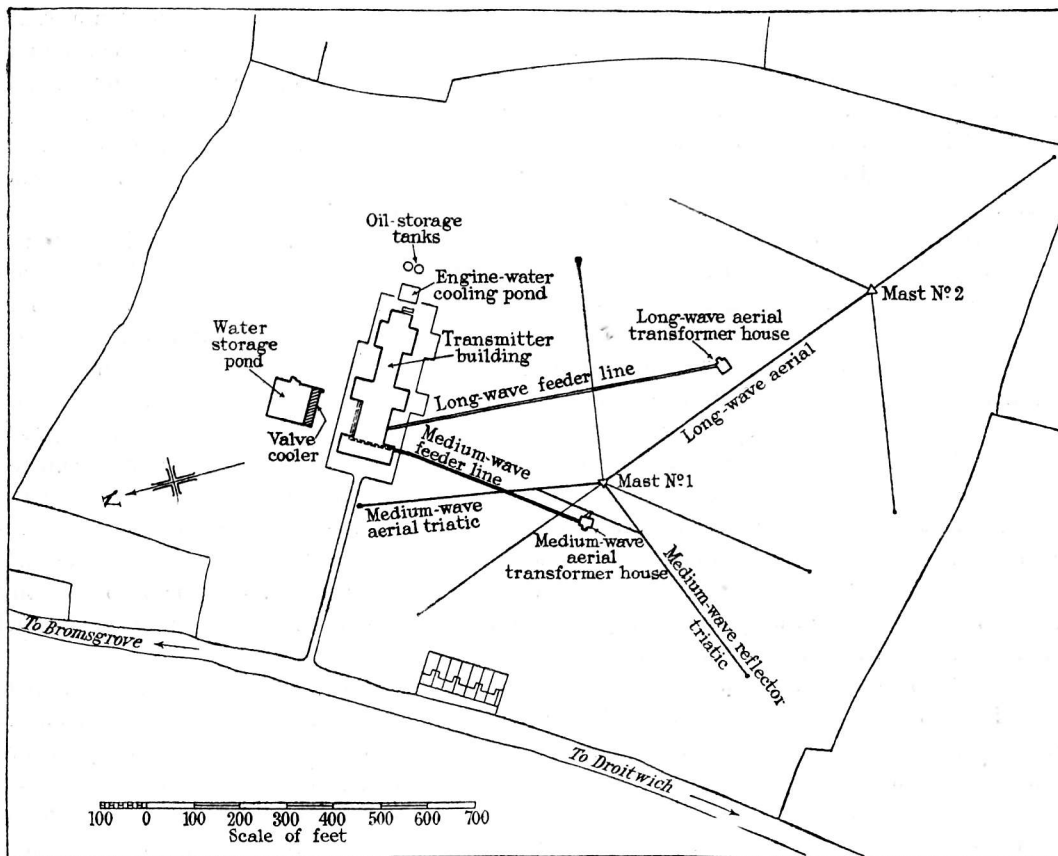 Oil-storage
tanks
Engine-water
cooling pond
Mast Nº 2
Long-wave aerial
transformer house
Water
storage
pond
Transmitter
building
Long-wave feeder line
Long-wave aerial
Valve
cooler
Medium-wave
feeder line
N
Mast Nº 1
Medium-wave
aerial triatic
Medium-wave
aerial
transformer house
Medium-wave reflector
triatic
To Bromsgrove
To Droitwich
100 0 100 200 300 400 500 600 700
Scale of feet